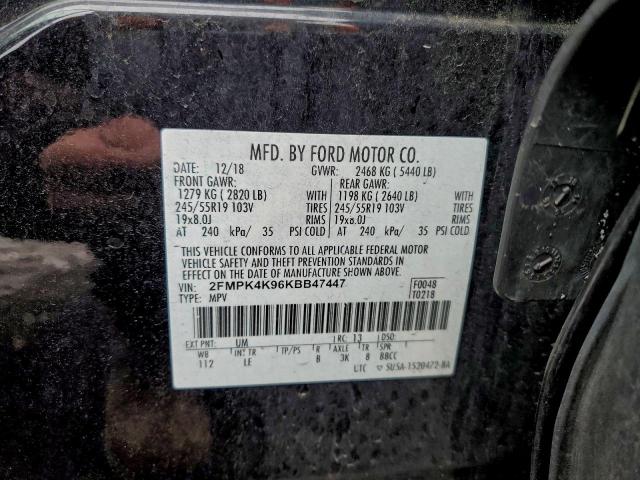 MFD. BY FORD MOTOR CO.
DATE: 12/18 GVWR: 2468 KG ( 5440 LB)
FRONT GAWR: REAR GAWR:
1279 KG ( 2820 LB) WITH 1198 KG ( 2640 LB) WITH
245/55R19 103V TIRES 245/55R19 103V TIRES
19x8.0J RIMS 19x8.0J RIMS
AT 240 kPa/ 35 PSI COLD AT 240 kPa/ 35 PSI COLD
THIS VEHICLE CONFORMS TO ALL APPLICABLE FEDERAL MOTOR
VEHICLE SAFETY AND THEFT PREVENTION STANDARDS IN
EFFECT ON THE DATE OF MANUFACTURE SHOWN ABOVE.
VIN: 2FMPK4K96KBB47447 F0048
TYPE: MPV T0218
EXT PNT: UM RC: 13 DSO:
WB INT TR TP/PS R AXLE TR SPR
112 LE B 3K 8 BBCC
UTC SU5A-1520472-BA